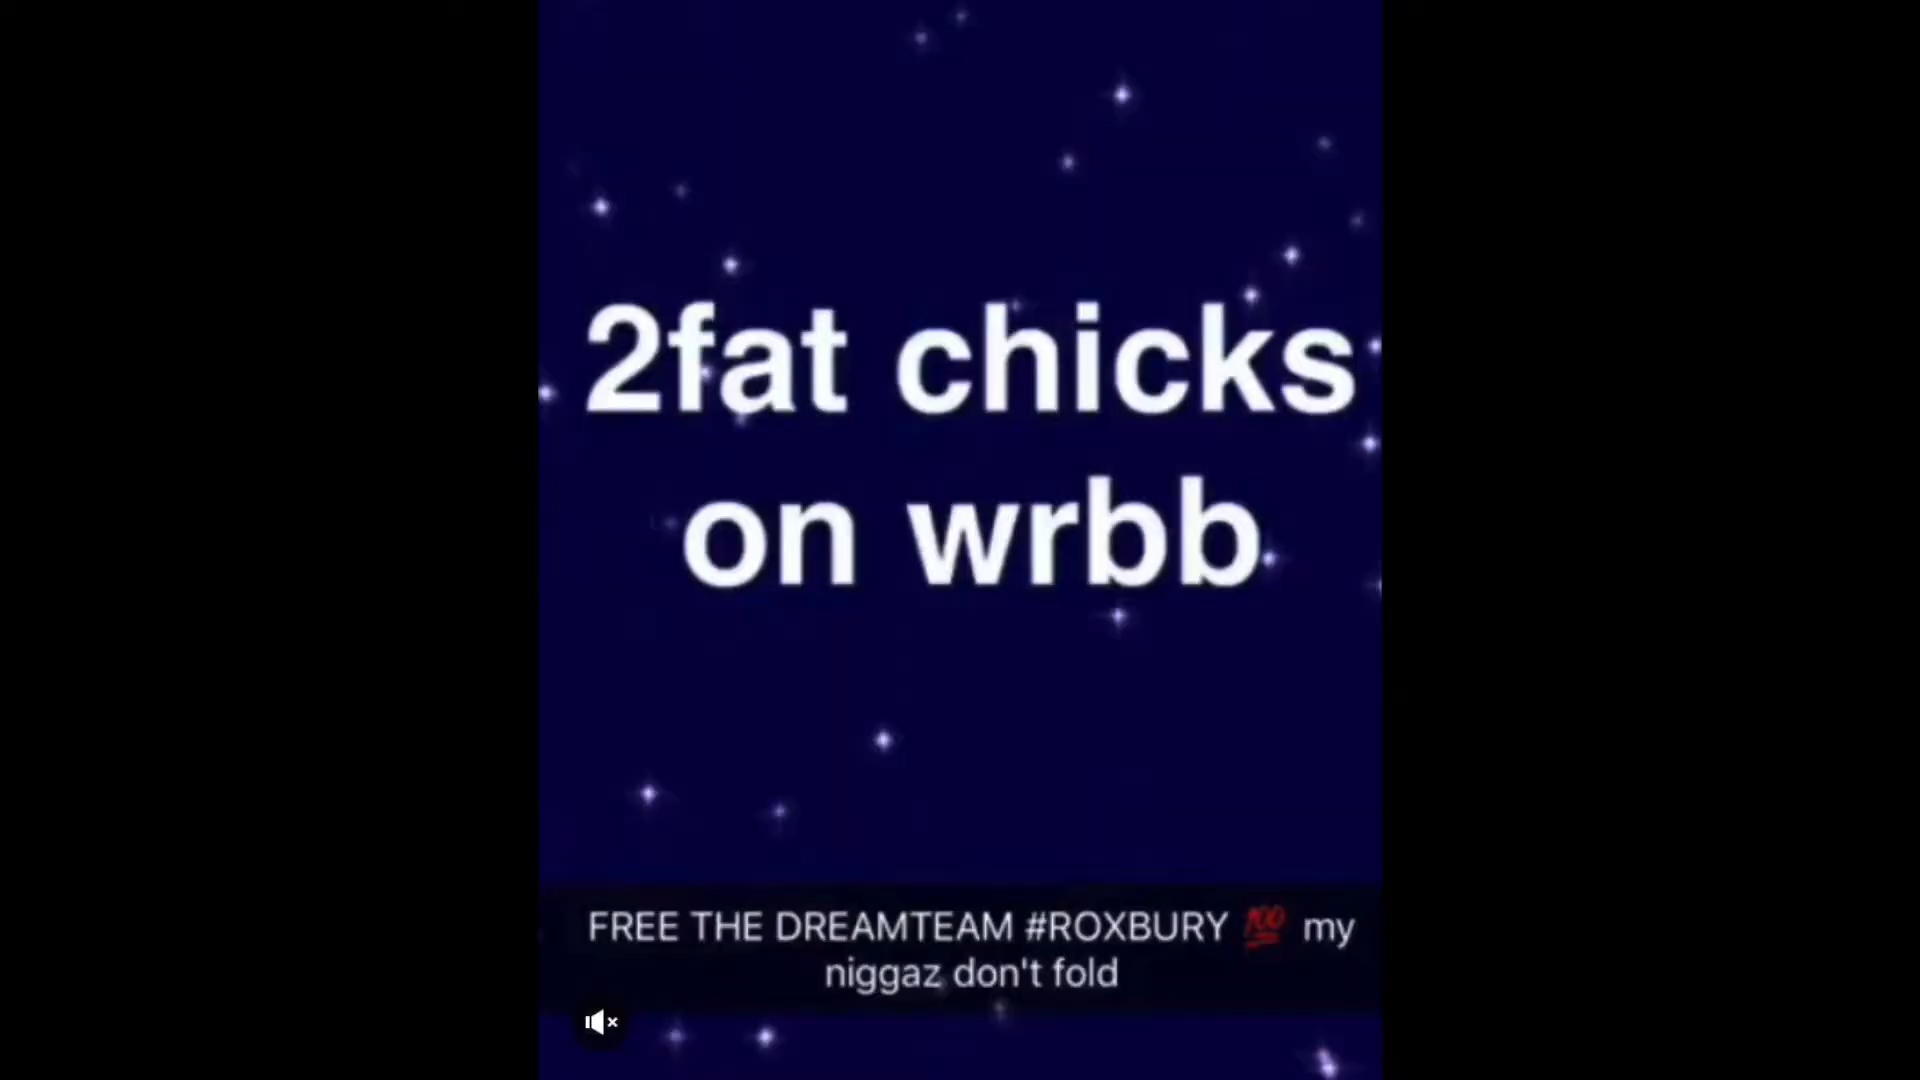 2fat chicks
on wrbb
FREE THE DREAMTEAM #ROXBURY 💯 my
niggaz don't fold